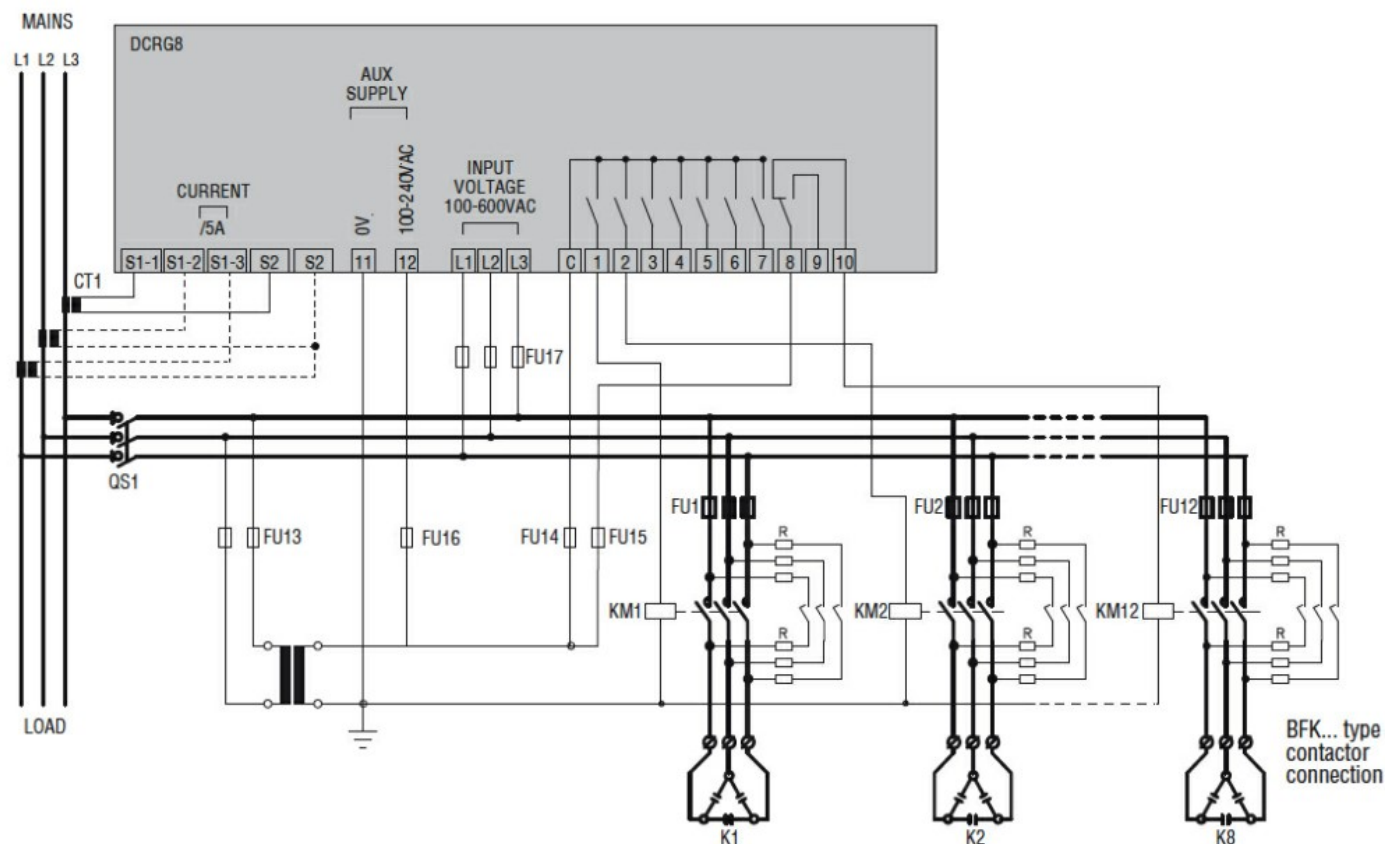 MAINS
L1 L2 L3
DCRG8
AUX
SUPPLY
0V.
100-240VAC
CURRENT
/5A
INPUT
VOLTAGE
100-600VAC
S1-1 S1-2 S1-3 S2 S2 11 12 L1 L2 L3 C 1 2 3 4 5 6 7 8 9 10
CT1
FU17
QS1
FU13
FU16
FU14
FU15
FU1
FU2
FU12
R
R
R
KM1
KM2
KM12
R
R
R
LOAD
BFK... type
contactor
connection
K1
K2
K8